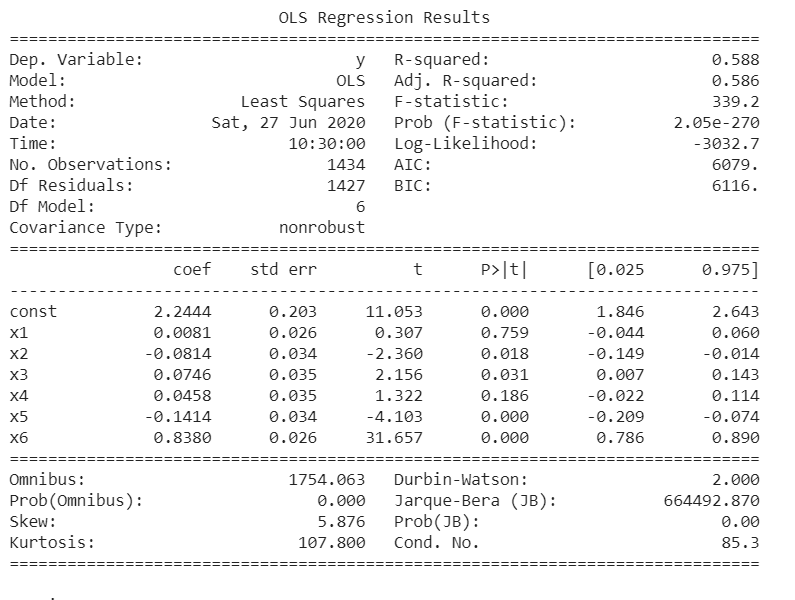 OLS Regression Results
==============================================================================
Dep. Variable: y R-squared: 0.588
Model: OLS Adj. R-squared: 0.586
Method: Least Squares F-statistic: 339.2
Date: Sat, 27 Jun 2020 Prob (F-statistic): 2.05e-270
Time: 10:30:00 Log-Likelihood: -3032.7
No. Observations: 1434 AIC: 6079.
Df Residuals: 1427 BIC: 6116.
Df Model: 6
Covariance Type: nonrobust
==============================================================================
coef std err t P>|t| [0.025 0.975]
------------------------------------------------------------------------------
const 2.2444 0.203 11.053 0.000 1.846 2.643
x1 0.0081 0.026 0.307 0.759 -0.044 0.060
x2 -0.0814 0.034 -2.360 0.018 -0.149 -0.014
x3 0.0746 0.035 2.156 0.031 0.007 0.143
x4 0.0458 0.035 1.322 0.186 -0.022 0.114
x5 -0.1414 0.034 -4.103 0.000 -0.209 -0.074
x6 0.8380 0.026 31.657 0.000 0.786 0.890
==============================================================================
Omnibus: 1754.063 Durbin-Watson: 2.000
Prob(Omnibus): 0.000 Jarque-Bera (JB): 664492.870
Skew: 5.876 Prob(JB): 0.00
Kurtosis: 107.800 Cond. No. 85.3
==============================================================================